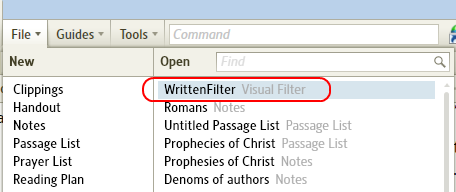 File Guides Tools Command
New Open Find
Clippings WrittenFilter Visual Filter
Handout Romans Notes
Notes Untitled Passage List Passage List
Passage List Prophecies of Christ Passage List
Prayer List Prophesies of Christ Notes
Reading Plan Denoms of authors Notes